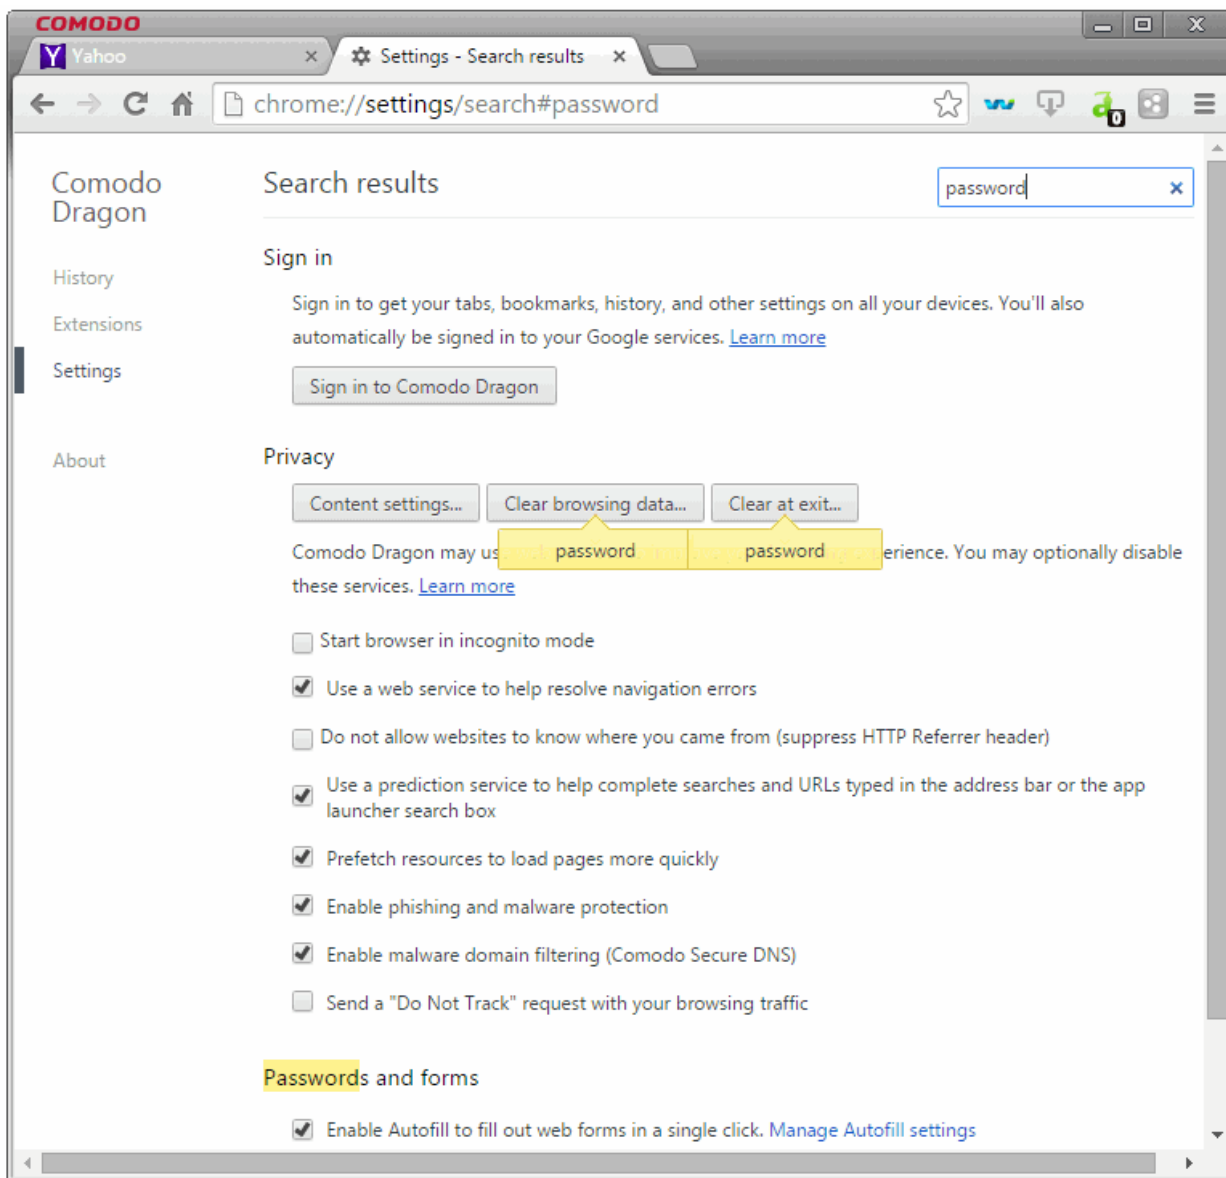 COMODO
Yahoo
Settings - Search results
chrome://settings/search#password
a
0
Comodo
Dragon
Search results
password
History
Extensions
Settings
About
Sign in
Sign in to get your tabs, bookmarks, history, and other settings on all your devices. You'll also
automatically be signed in to your Google services. Learn more
Sign in to Comodo Dragon
Privacy
Content settings...
Clear browsing data...
Clear at exit...
Comodo Dragon may us
password
password
erience. You may optionally disable
these services. Learn more
Start browser in incognito mode
Use a web service to help resolve navigation errors
Do not allow websites to know where you came from (suppress HTTP Referrer header)
Use a prediction service to help complete searches and URLs typed in the address bar or the app
launcher search box
Prefetch resources to load pages more quickly
Enable phishing and malware protection
Enable malware domain filtering (Comodo Secure DNS)
Send a "Do Not Track" request with your browsing traffic
Passwords and forms
Enable Autofill to fill out web forms in a single click. Manage Autofill settings